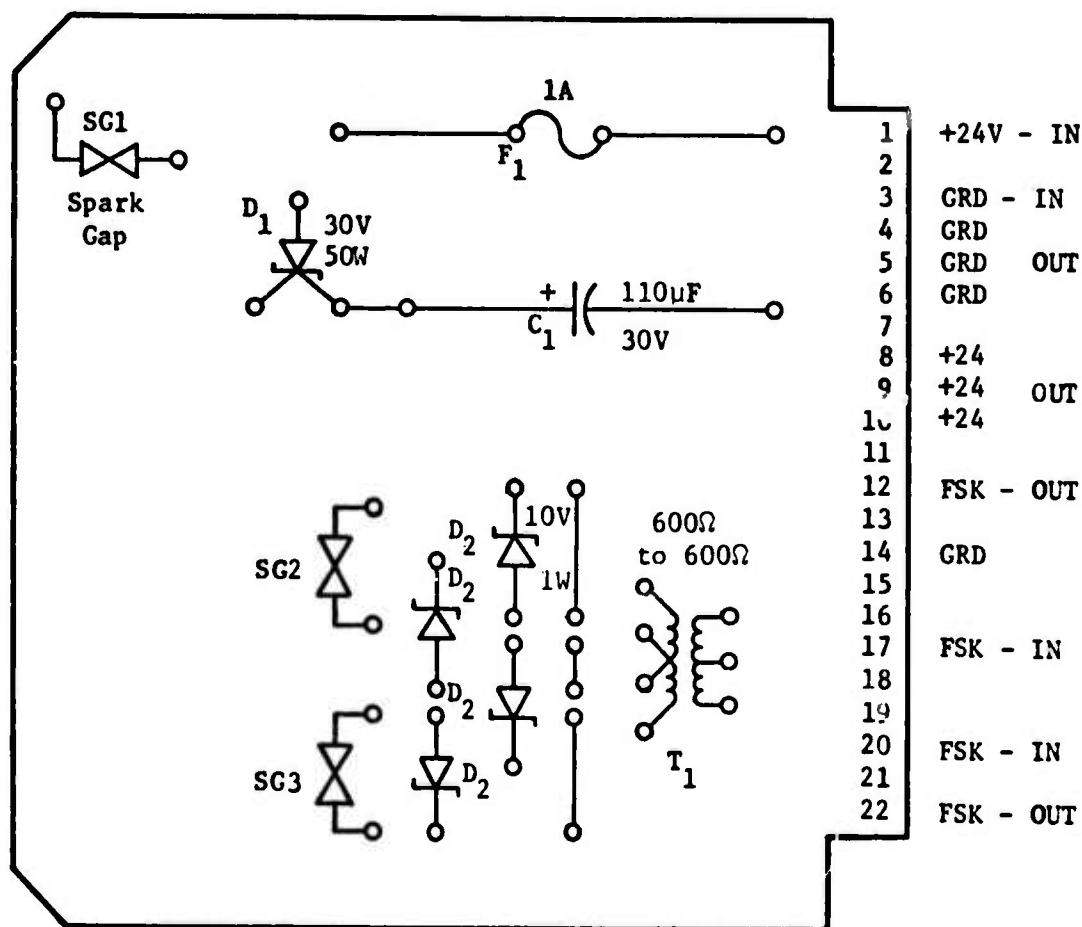 SG1
Spark
Gap
1A
F1
D1
30V
50W
+
C1
110μF
30V
SG2
SG3
D2
D2
10V
1W
D2
D2
600Ω
to 600Ω
T1
1 +24V - IN
2
3 GRD - IN
4 GRD
5 GRD OUT
6 GRD
7
8 +24
9 +24 OUT
+24
11
12 FSK - OUT
13
14 GRD
15
16
17 FSK - IN
18
19
20 FSK - IN
21
22 FSK - OUT